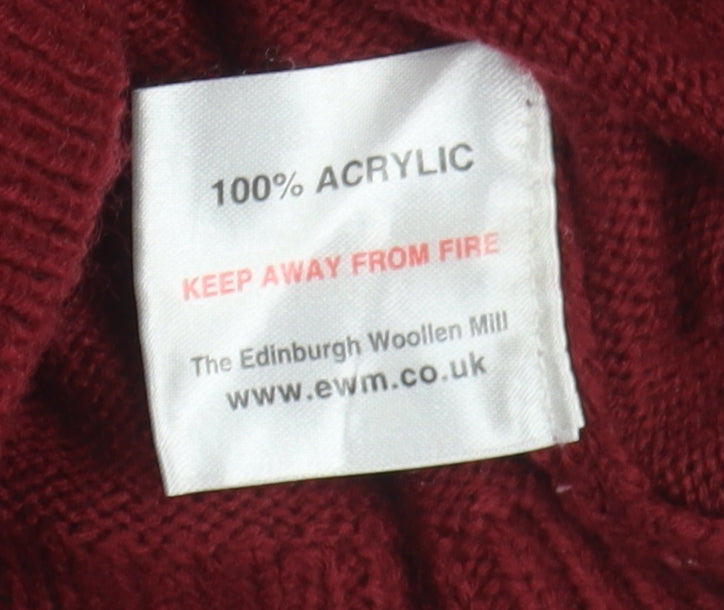 100% ACRYLIC
KEEP AWAY FROM FIRE
The Edinburgh Woollen Mill
www.ewm.co.uk